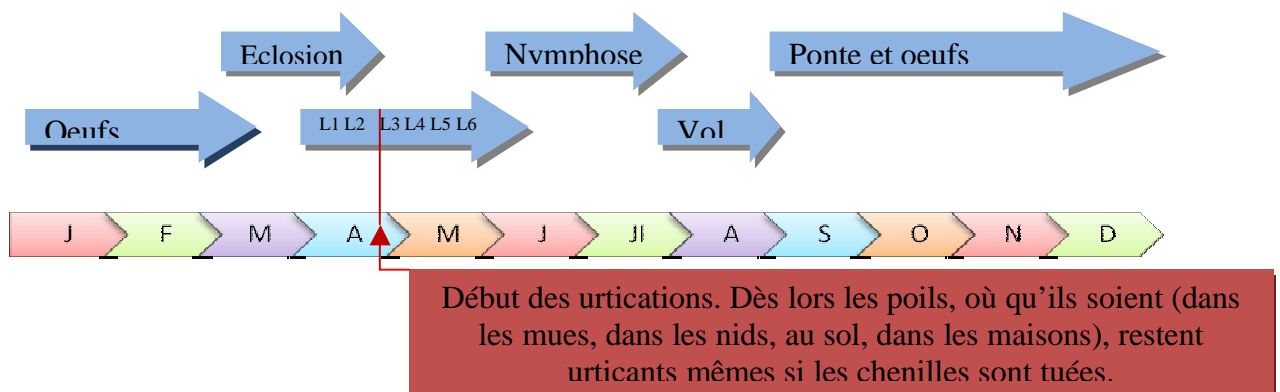 Eclosion
Nymphose
Ponte et oeufs
Oeufs
L1 L2 L3 L4 L5 L6
Vol
J F M A M J Jl A S O N D
Début des urtications. Dès lors les poils, où qu’ils soient (dans
les mues, dans les nids, au sol, dans les maisons), restent
urticants mêmes si les chenilles sont tuées.